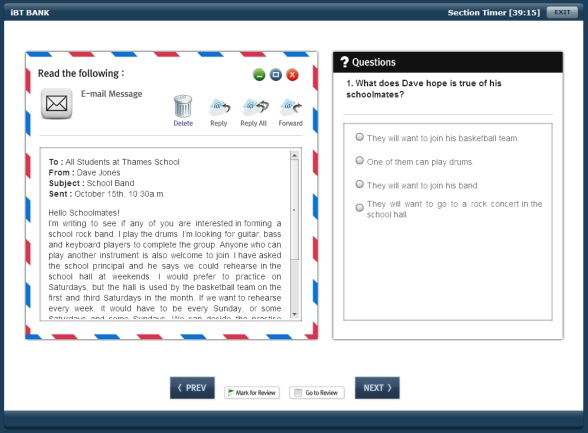 iBT BANK
Section Timer [39:15]
EXIT
Read the following :
E-mail Message
Delete
Reply
Reply All
Forward
To : All Students at Thames School
From : Dave Jones
Subject : School Band
Sent : October 15th, 10:30a.m.
Hello Schoolmates!
I'm writing to see if any of you are interested in forming a
school rock band. I play the drums. I'm looking for guitar, bass
and keyboard players to complete the group. Anyone who can
play another instrument is also welcome to join. I have asked
the school principal and he says we could rehearse in the
school hall at weekends. I would prefer to practice on
Saturdays, but the hall is used by the basketball team on the
first and third Saturdays in the month. If we want to rehearse
every week, it would have to be every Sunday, or some
Saturdays and some Sundays. We can decide the practise
? Questions
1. What does Dave hope is true of his
schoolmates?
They will want to join his basketball team.
One of them can play drums.
They will want to join his band.
They will want to go to a rock concert in the
school hall.
PREV
Mark for Review
Go to Review
NEXT